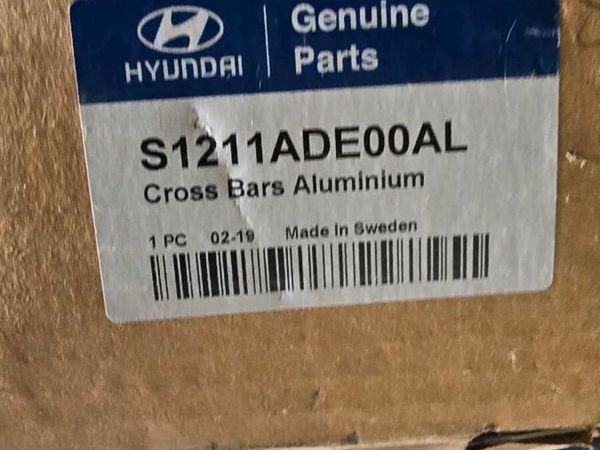 HYUNDAI
Genuine
Parts
S1211ADE00AL
Cross Bars Aluminium
1 PC 02-19 Made In Sweden